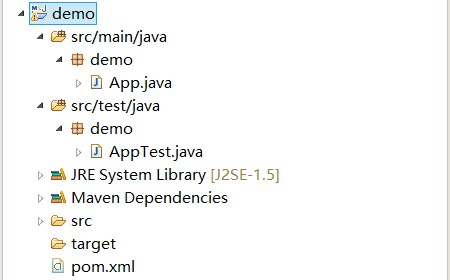 demo
src/main/java
demo
App.java
src/test/java
demo
AppTest.java
JRE System Library [J2SE-1.5]
Maven Dependencies
src
target
pom.xml